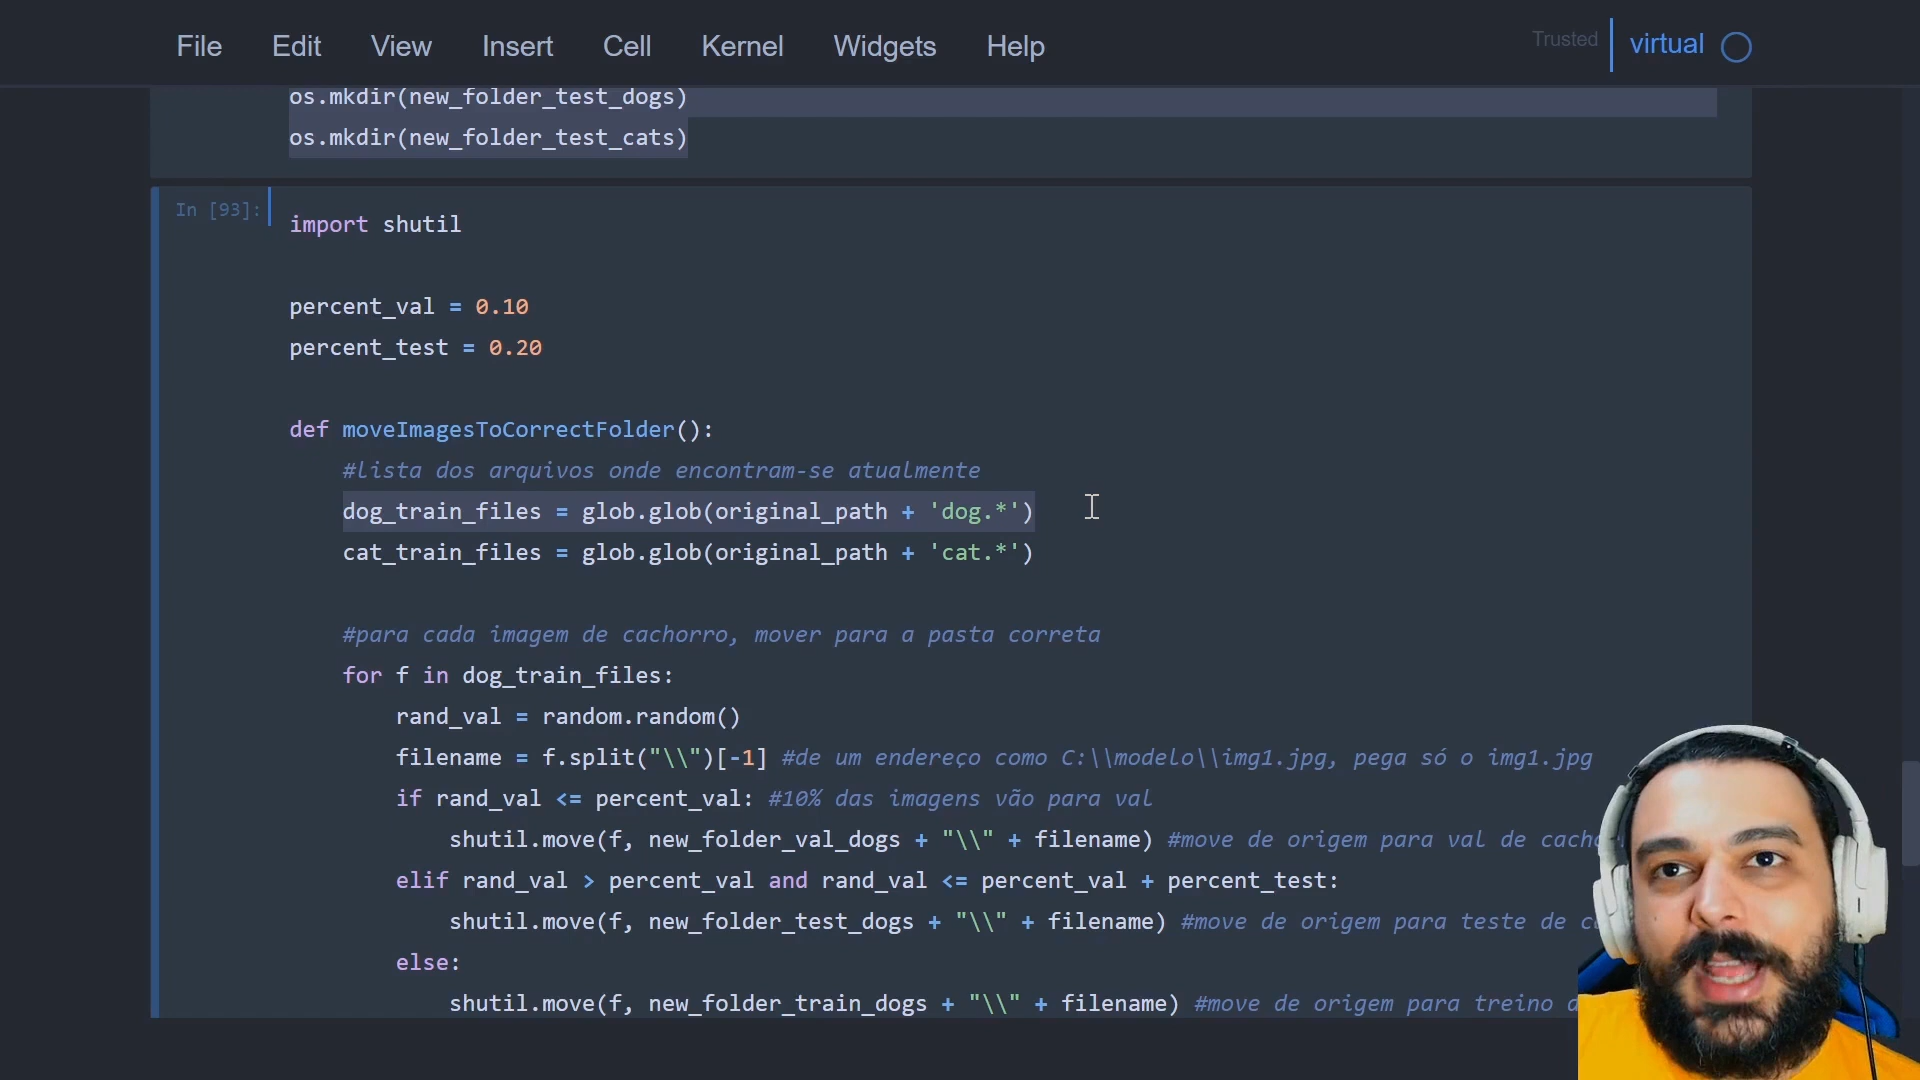 File Edit View Insert Cell Kernel Widgets Help Trusted virtual
os.mkdir(new_folder_test_dogs)
os.mkdir(new_folder_test_cats)
In [93]:
import shutil
percent_val = 0.10
percent_test = 0.20
def moveImagesToCorrectFolder():
#lista dos arquivos onde encontram-se atualmente
dog_train_files = glob.glob(original_path + 'dog.*')
cat_train_files = glob.glob(original_path + 'cat.*')
#para cada imagem de cachorro, mover para a pasta correta
for f in dog_train_files:
rand_val = random.random()
filename = f.split("\\")[-1] #de um endereço como C:\\modelo\\img1.jpg, pega só o img1.jpg
if rand_val <= percent_val: #10% das imagens vão para val
shutil.move(f, new_folder_val_dogs + "\\" + filename) #move de origem para val de
elif rand_val > percent_val and rand_val <= percent_val + percent_test:
shutil.move(f, new_folder_test_dogs + "\\" + filename) #move de origem para teste de
else:
shutil.move(f, new_folder_train_dogs + "\\" + filename) #move de origem para treino